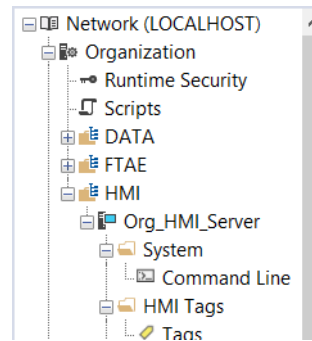 Network (LOCALHOST)
Organization
Runtime Security
Scripts
DATA
FTAE
HMI
Org_HMI_Server
System
Command Line
HMI Tags
Tags